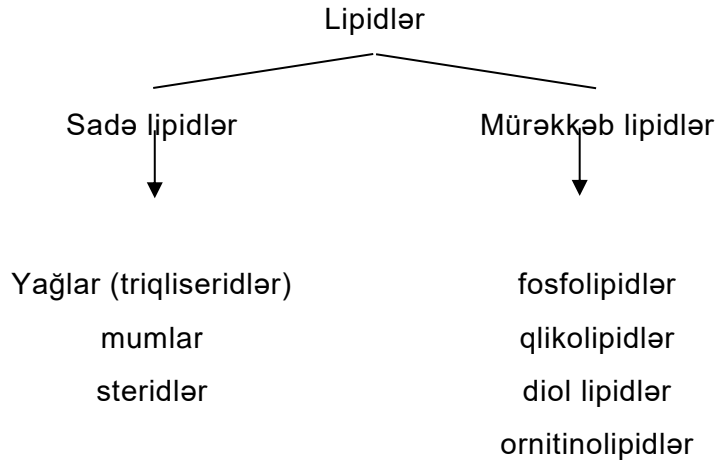 Lipidlər
Sadə lipidlər
Mürəkkəb lipidlər
Yağlar (triqliseridlər)
mumlar
steridlər
fosfolipidlər
qlikolipidlər
diol lipidlər
ornitinolipidlər